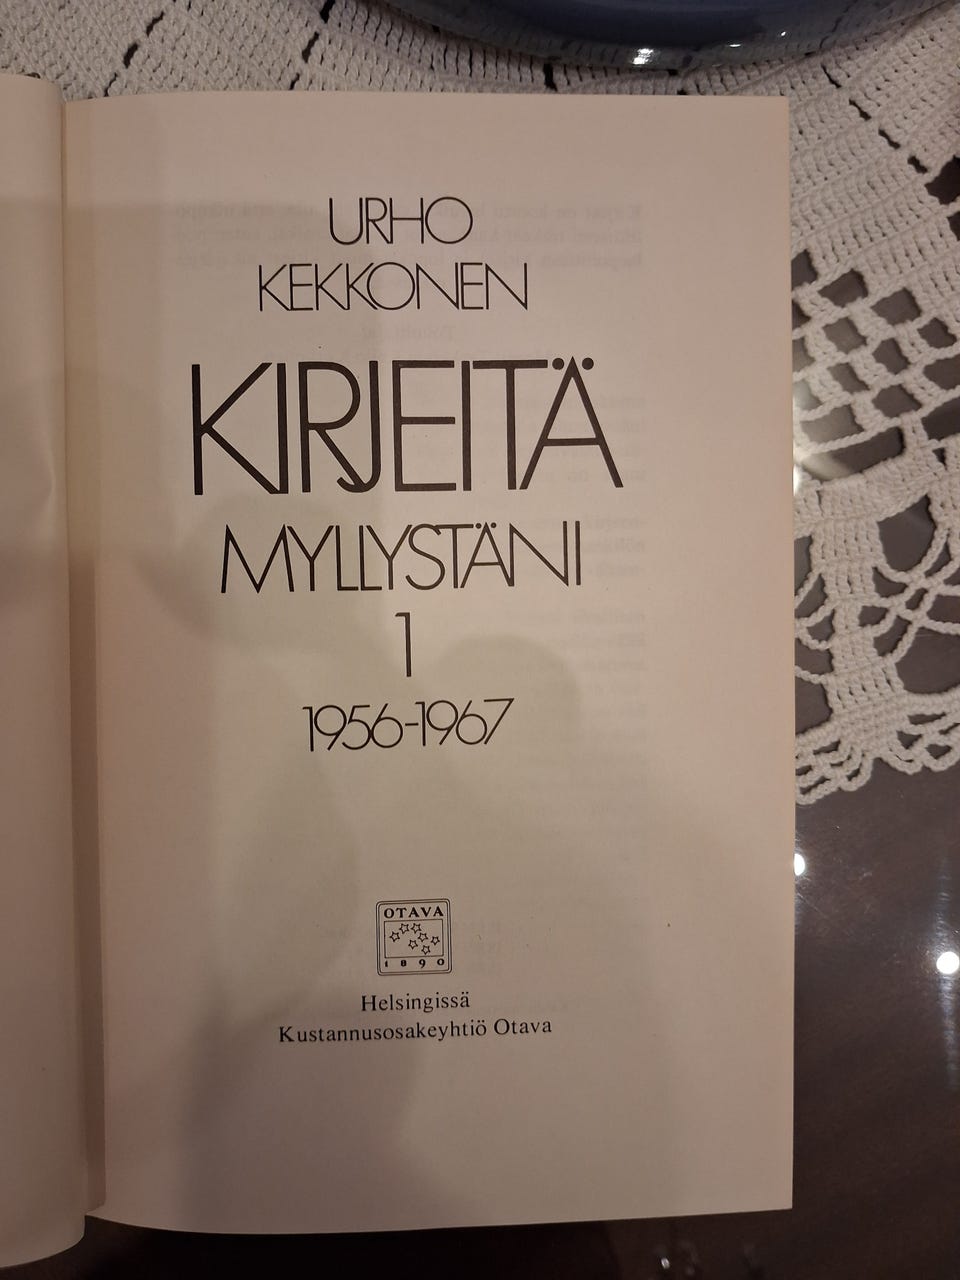 URHO
KEKKONEN
KIRJEITÄ
MYLLYSTÄNI
1
1956-1967
OTAVA
1890
Helsingissä
Kustannusosakeyhtiö Otava